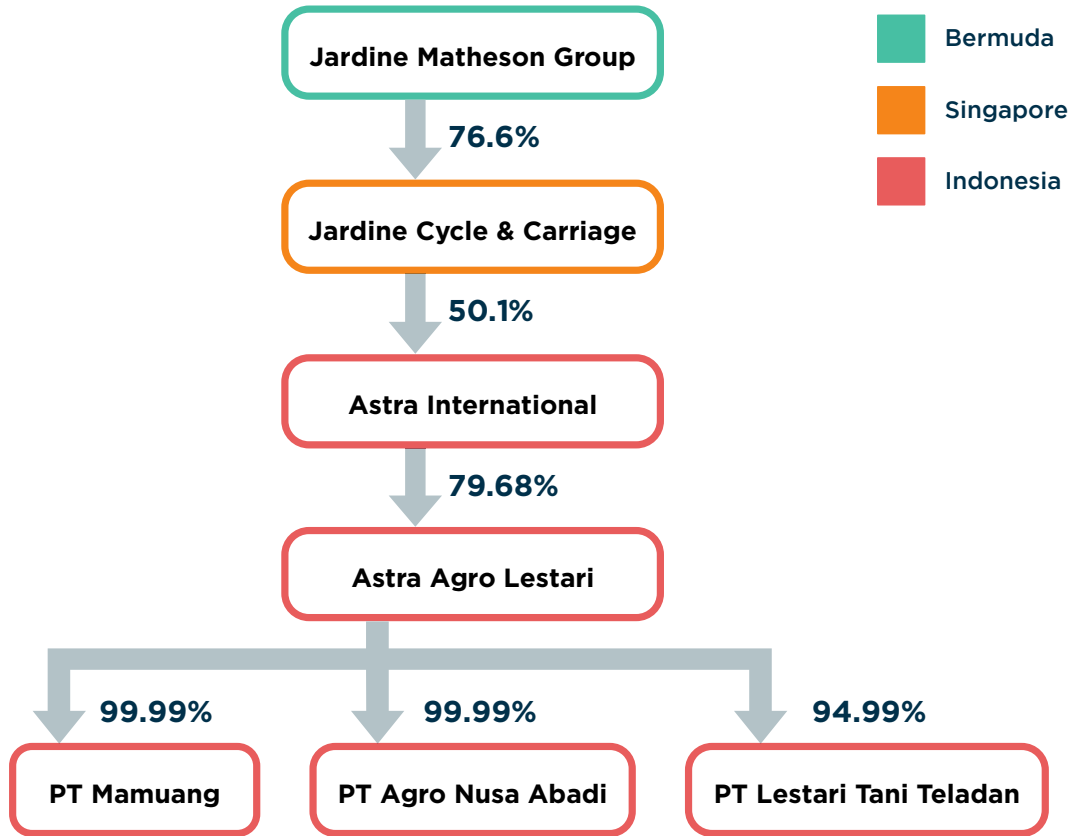 Jardine Matheson Group
Bermuda
Singapore
Indonesia
76.6%
Jardine Cycle & Carriage
50.1%
Astra International
79.68%
Astra Agro Lestari
99.99%
99.99%
94.99%
PT Mamuang
PT Agro Nusa Abadi
PT Lestari Tani Teladan